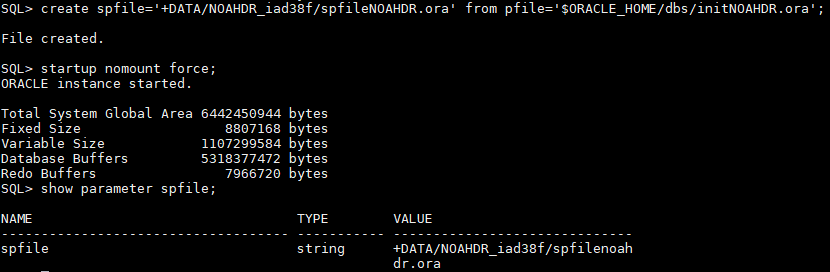 SQL> create spfile='+DATA/NOAHDR_iad38f/spfileNOAHDR.ora' from pfile='$ORACLE_HOME/dbs/initNOAHDR.ora';
File created.
SQL> startup nomount force;
ORACLE instance started.
Total System Global Area 6442450944 bytes
Fixed Size                  8807168 bytes
Variable Size            1107299584 bytes
Database Buffers         5318377472 bytes
Redo Buffers                7966720 bytes
SQL> show parameter spfile;
NAME                                 TYPE        VALUE
------------------------------------ ----------- ------------------------------
spfile                               string      +DATA/NOAHDR_iad38f/spfilenoah
                                                 dr.ora